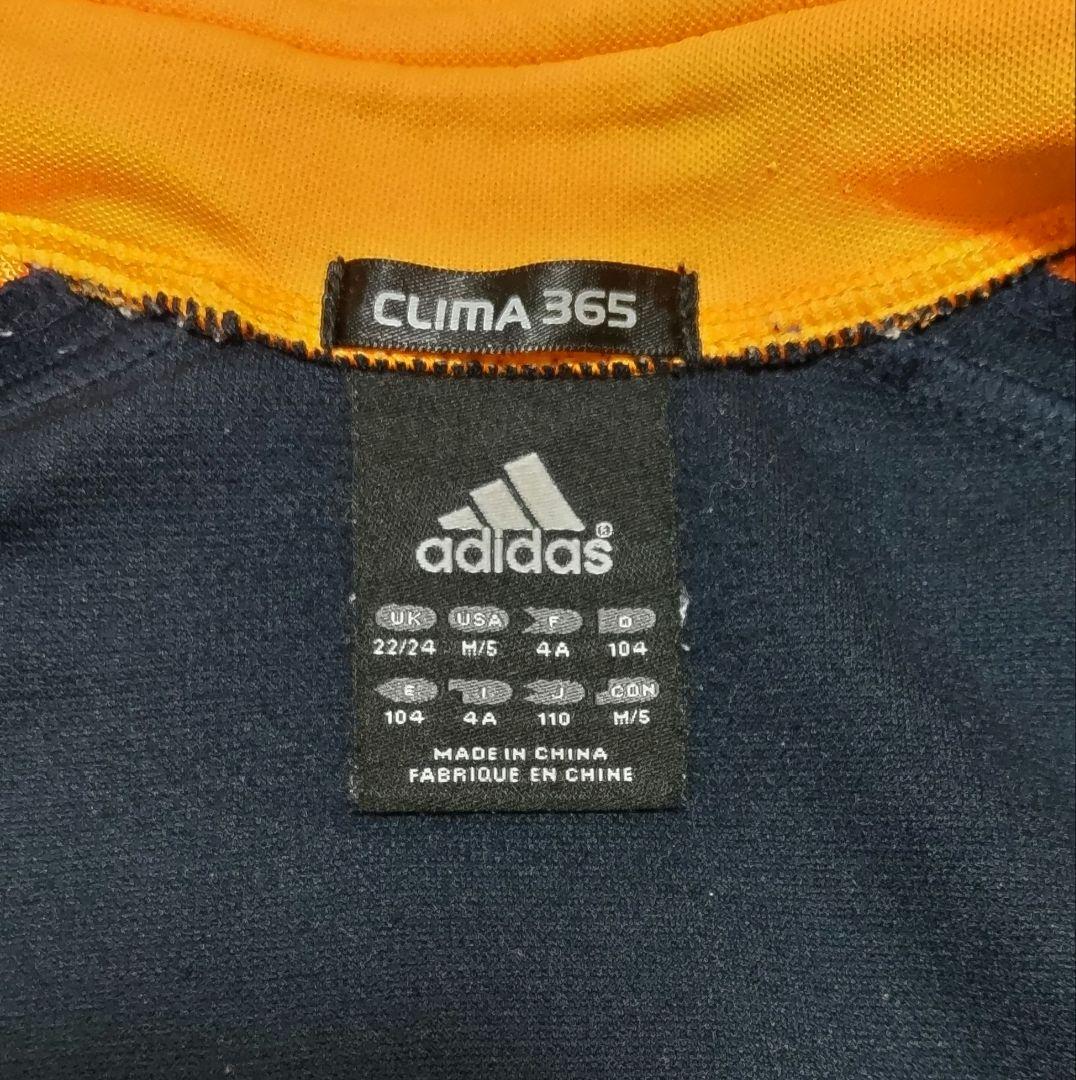 CLIMA 365
adidas®
UK USA F D
22/24 M/5 4A 104
E I J CDN
104 4A 110 M/5
MADE IN CHINA
FABRIQUE EN CHINE